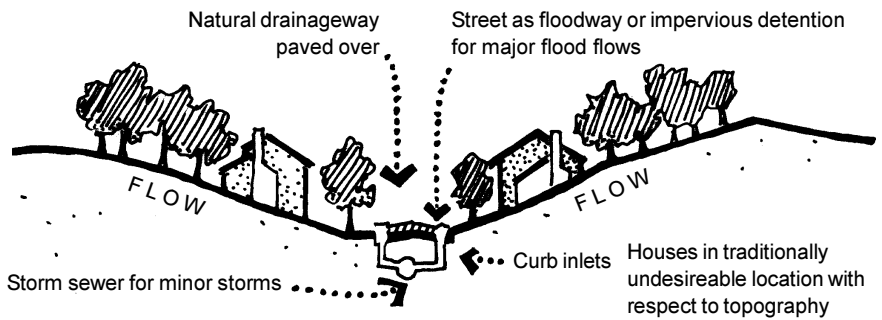 Natural drainageway
paved over
Street as floodway or impervious detention
for major flood flows
FLOW
FLOW
Curb inlets
Storm sewer for minor storms
Houses in traditionally
undesireable location with
respect to topography